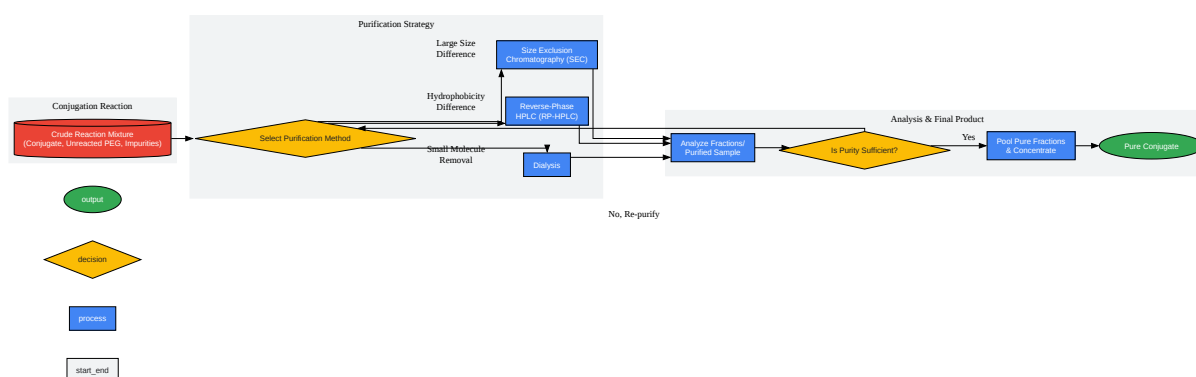 Purification Strategy
Large Size
Difference
Size Exclusion
Chromatography (SEC)
Hydrophobicity
Difference
Reverse-Phase
HPLC (RP-HPLC)
Conjugation Reaction
Crude Reaction Mixture
(Conjugate, Unreacted PEG, Impurities)
Select Purification Method
Small Molecule
Removal
Dialysis
Analysis & Final Product
Analyze Fractions/
Purified Sample
Is Purity Sufficient?
Yes
Pool Pure Fractions
& Concentrate
Pure Conjugate
No, Re-purify
output
decision
process
start_end